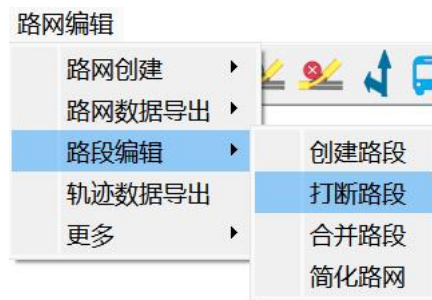 路网编辑
路网创建
路网数据导出
路段编辑
轨迹数据导出
更多
创建路段
打断路段
合并路段
简化路网